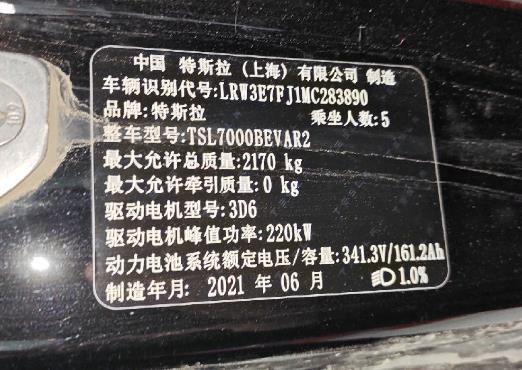 中国 特斯拉(上海)有限公司 制造
车辆识别代号:LRW3E7FJ1MC283890
品牌:特斯拉 乘坐人数:5
整车型号:TSL7000BEVAR2
最大允许总质量:2170 kg
最大允许牵引质量:0 kg
驱动电机型号:3D6
驱动电机峰值功率:220kW
动力电池系统额定电压/容量:341.3V/161.2Ah
制造年月: 2021 年 06 月 1.0%